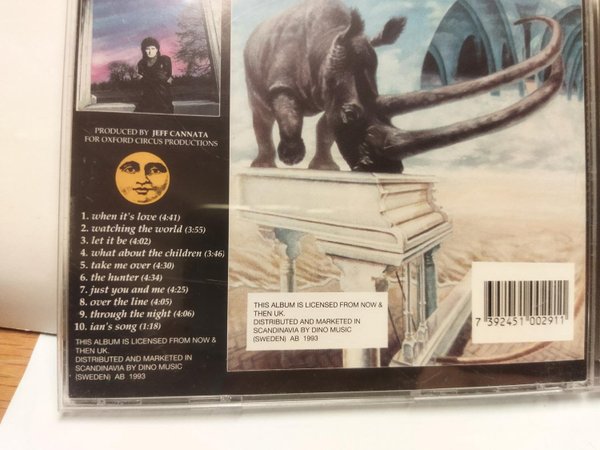 PRODUCED BY JEFF CANNATA
FOR OXFORD CIRCUS PRODUCTIONS
1. when it's love (4:41)
2. watching the world (3:55)
3. let it be (4:02)
4. what about the children (3:46)
5. take me over (4:30)
6. the hunter (4:34)
7. just you and me (4:25)
8. over the line (4:05)
9. through the night (4:06)
10. ian's song (1:18)
THIS ALBUM IS LICENSED FROM NOW &
THEN UK.
DISTRIBUTED AND MARKETED IN
SCANDINAVIA BY DINO MUSIC
(SWEDEN) AB 1993
THIS ALBUM IS LICENSED FROM NOW &
THEN UK.
DISTRIBUTED AND MARKETED IN
SCANDINAVIA BY DINO MUSIC
(SWEDEN) AB 1993
7 392451 002911